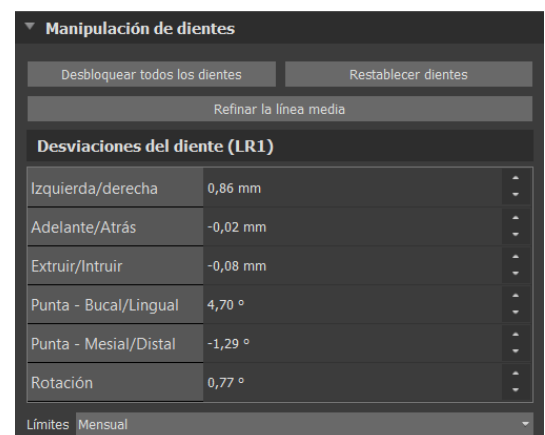 Manipulación de dientes
Desbloquear todos los dientes Restablecer dientes
Refinar la línea media
Desviaciones del diente (LR1)
Izquierda/derecha 0,86 mm
Adelante/Atrás -0,02 mm
Extruir/Intruir -0,08 mm
Punta - Bucal/Lingual 4,70 º
Punta - Mesial/Distal -1,29 º
Rotación 0,77 º
Límites Mensual